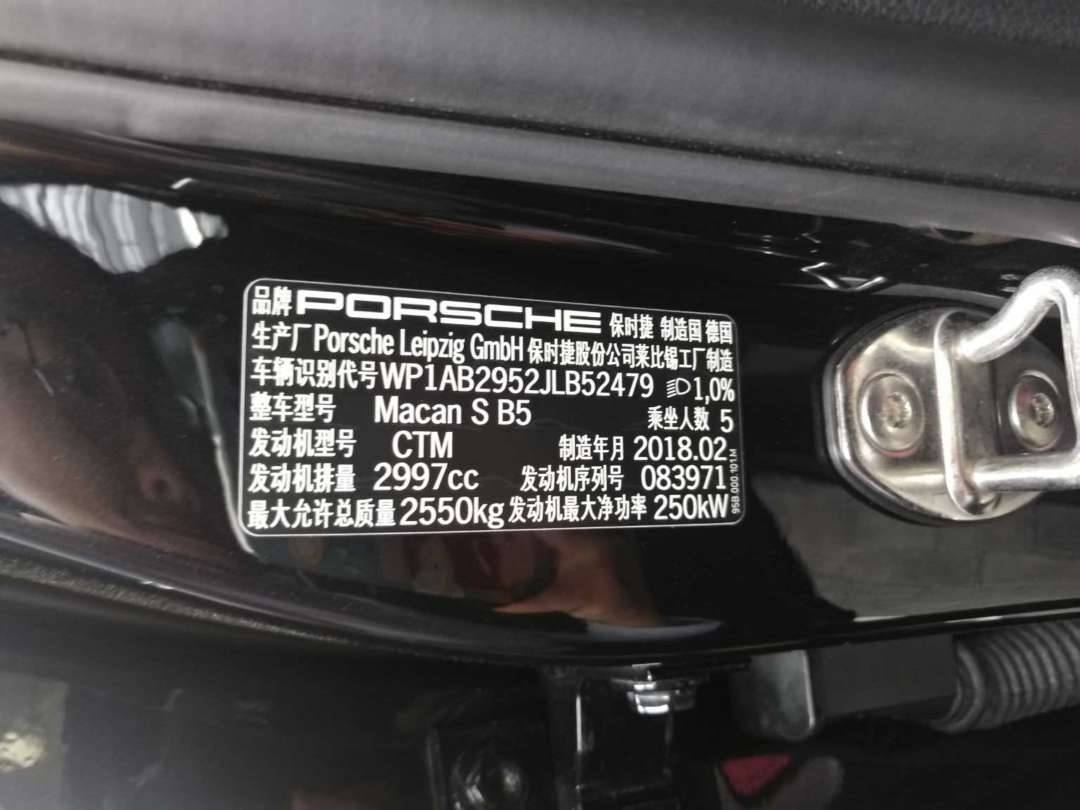 品牌 PORSCHE 保时捷 制造国 德国
生产厂 Porsche Leipzig GmbH 保时捷股份公司莱比锡工厂制造
车辆识别代号 WP1AB2952JLB52479 1,0%
整车型号 Macan S B5 乘坐人数 5
发动机型号 CTM 制造年月 2018.02
发动机排量 2997cc 发动机序列号 083971
最大允许总质量 2550kg 发动机最大净功率 250kW
95B 000.101.M